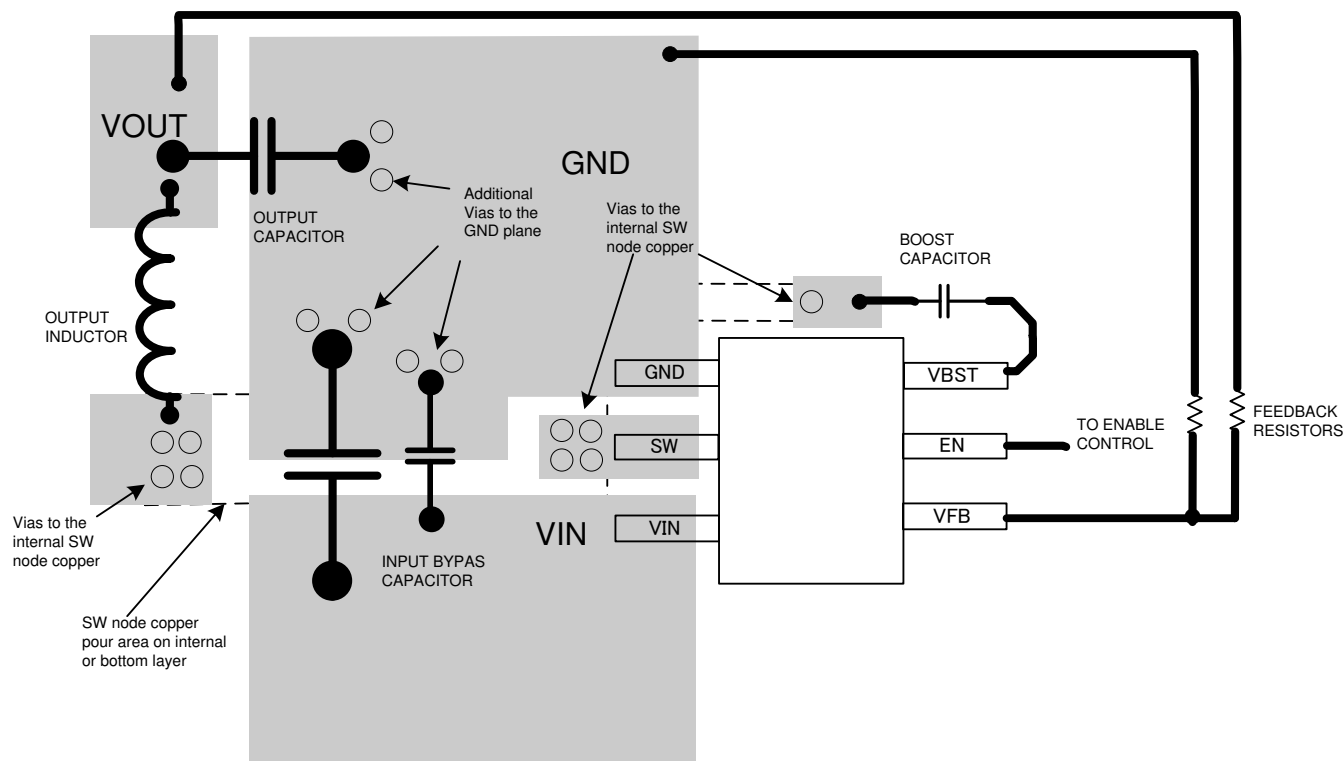 VOUT
GND
OUTPUT
CAPACITOR
Additional
Vias to the
GND plane
Vias to the
internal SW
node copper
BOOST
CAPACITOR
OUTPUT
INDUCTOR
GND
VBST
TO ENABLE
CONTROL
FEEDBACK
RESISTORS
SW
EN
Vias to the
internal SW
node copper
VIN
VIN
VFB
INPUT BYPAS
CAPACITOR
SW node copper
pour area on internal
or bottom layer